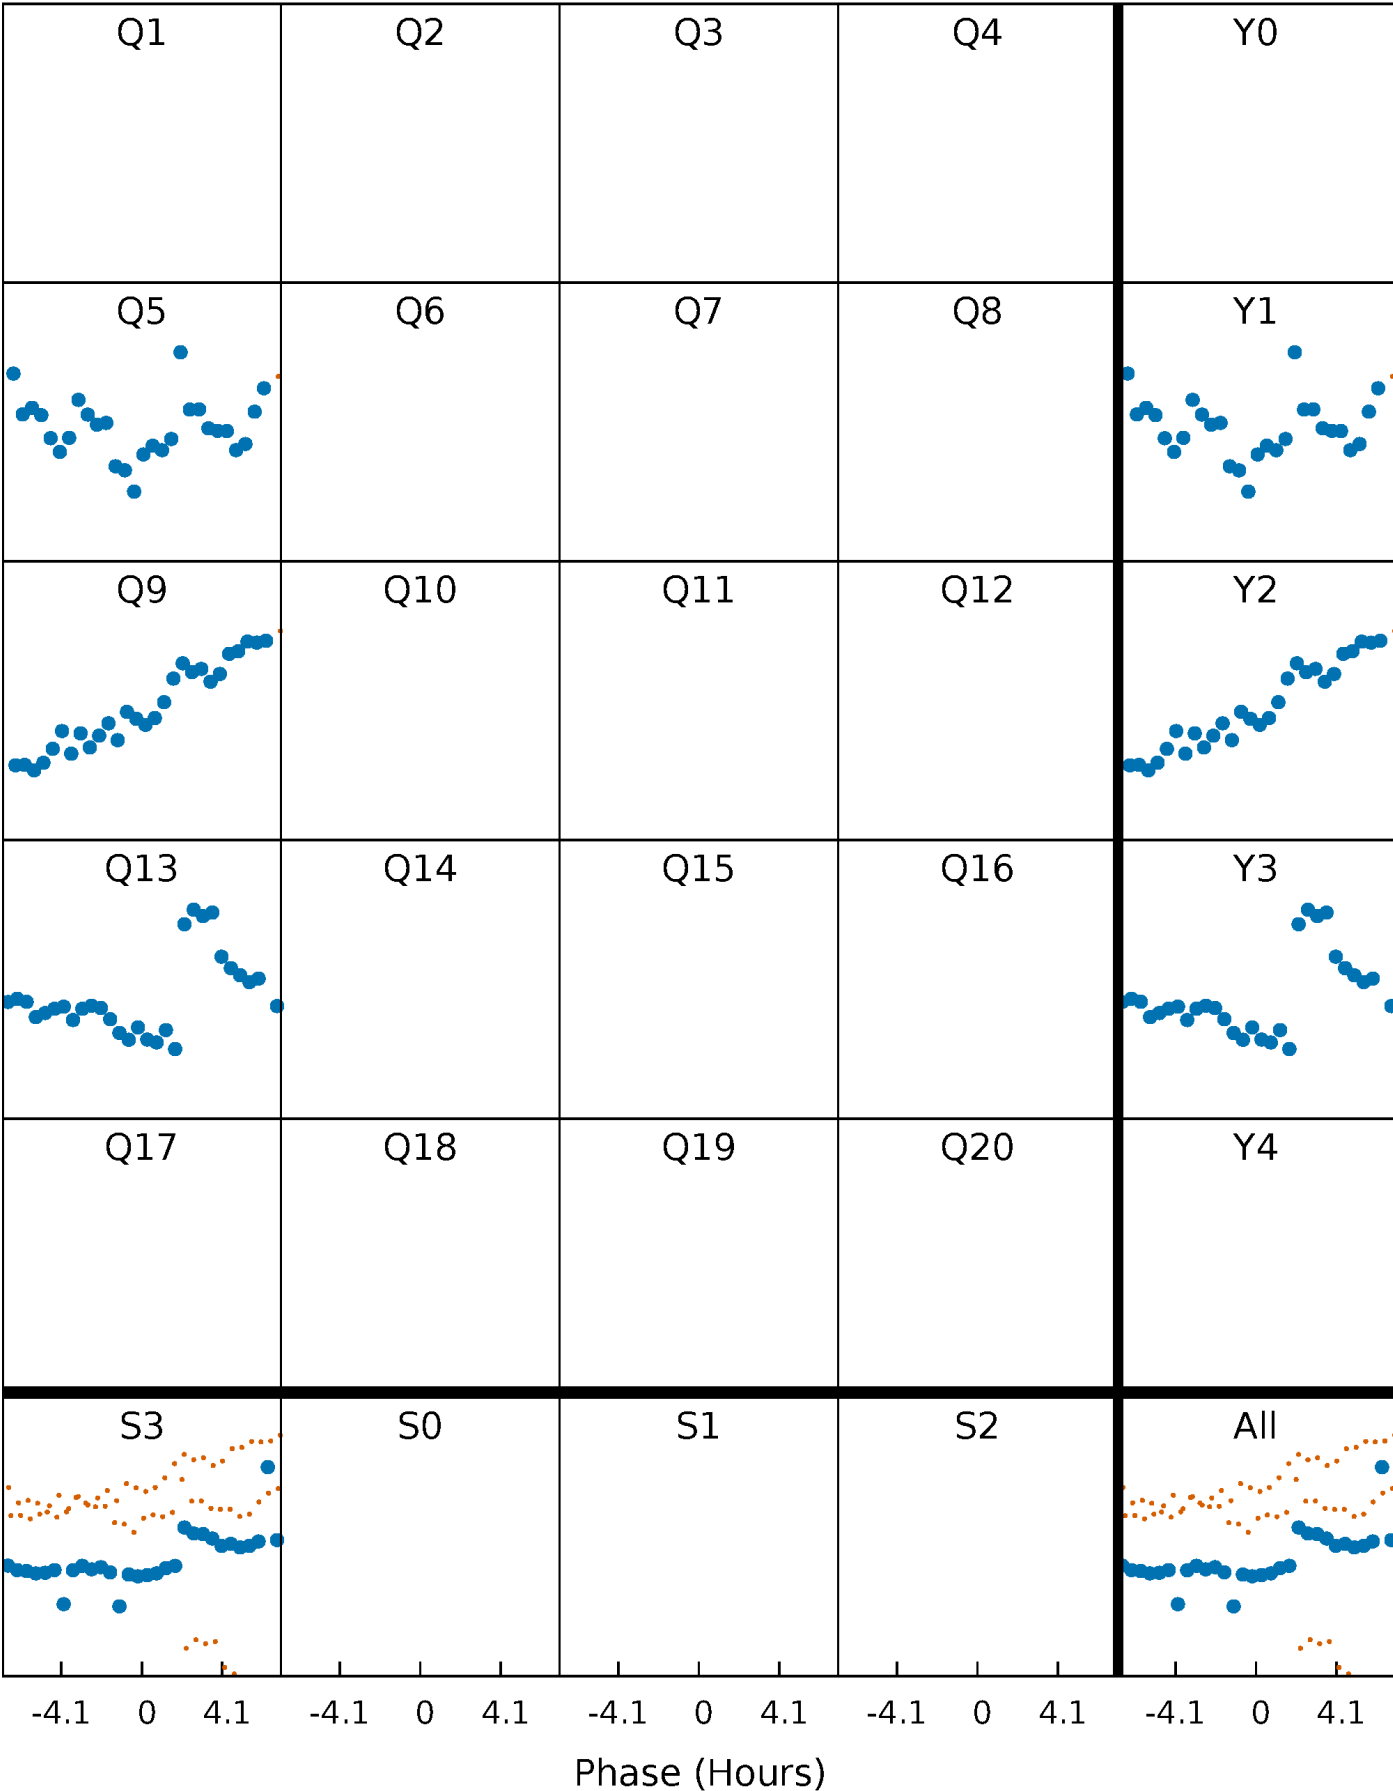 Q1 Q2 Q3 Q4 Y0
Q5 Q6 Q7 Q8 Y1
Q9 Q10 Q11 Q12 Y2
Q13 Q14 Q15 Q16 Y3
Q17 Q18 Q19 Q20 Y4
S3 S0 S1 S2 All
-4.1 0 4.1 -4.1 0 4.1 -4.1 0 4.1 -4.1 0 4.1 -4.1 0 4.1
Phase (Hours)